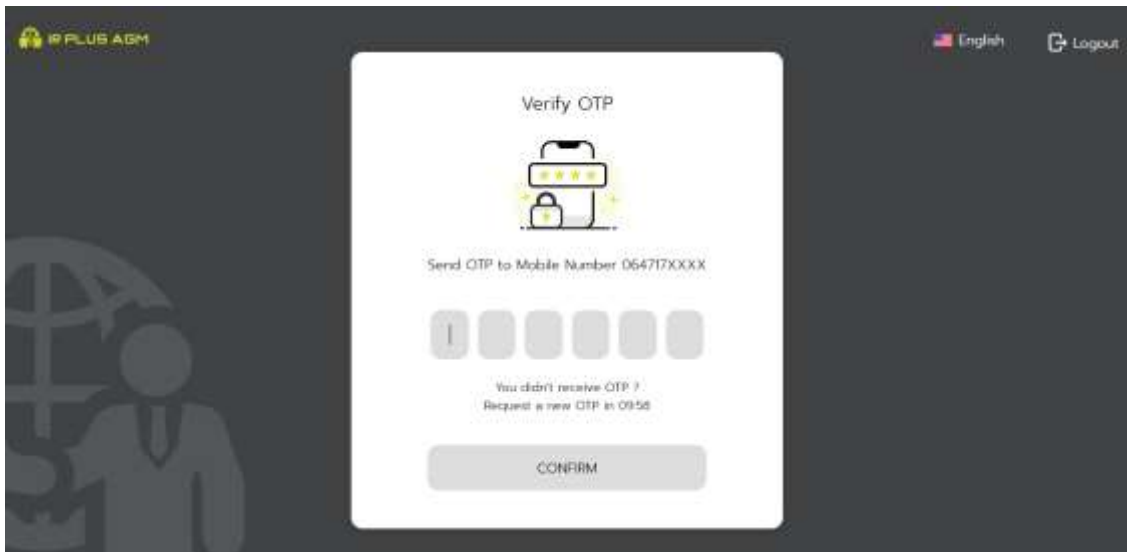 IR PLUS AGM
English
Logout
Verify OTP
Send OTP to Mobile Number 064717XXXX
You didn't receive OTP ?
Request a new OTP in 09:58
CONFIRM